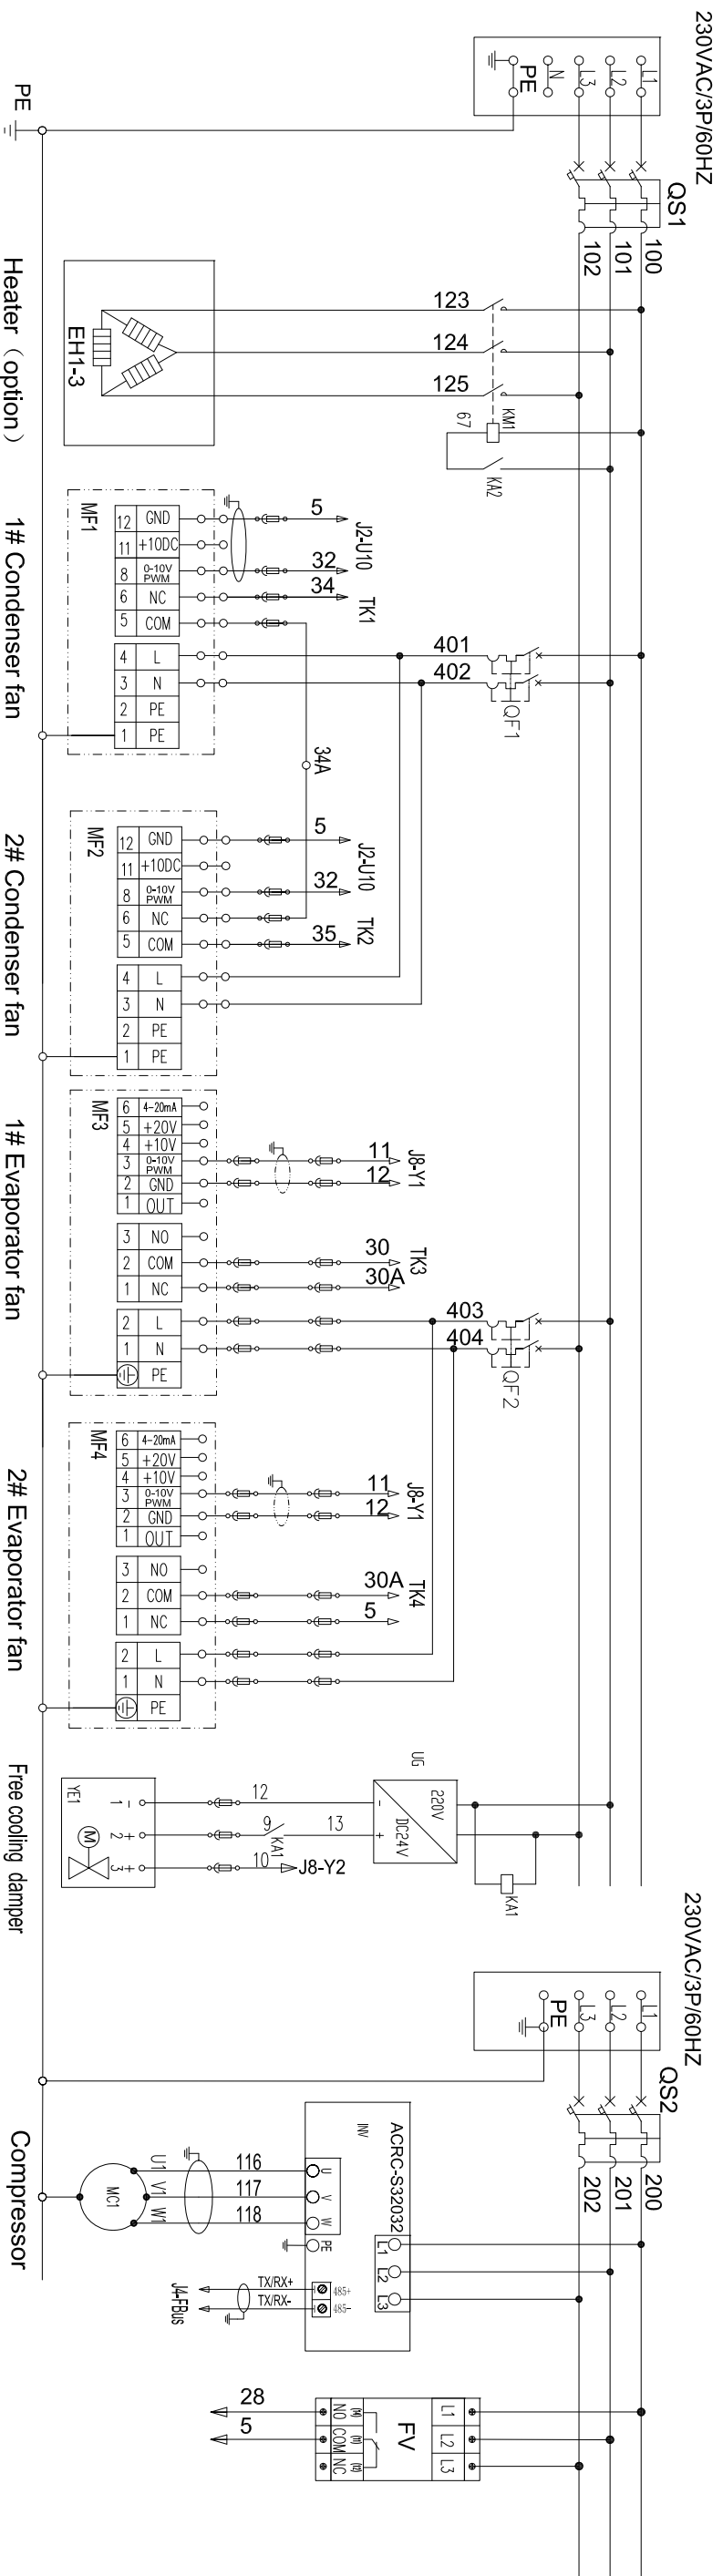 230VAC/3P/60HZ
L1
L2
L3
N
PE
QS1
100
101
102
PE
123
124
125
KM1
67
KA2
EH1-3
Heater（option）
MF1
12 GND
11 +10DC
8 0-10V PWM
6 NC
5 COM
4 L
3 N
2 PE
1 PE
5
32
J2-U10
34
TK1
401
402
QF1
34A
1# Condenser fan
MF2
12 GND
11 +10DC
8 0-10V PWM
6 NC
5 COM
4 L
3 N
2 PE
1 PE
5
32
J2-U10
35
TK2
2# Condenser fan
MF3
6 4-20mA
5 +20V
4 +10V
3 0-10V PWM
2 GND
1 OUT
3 NO
2 COM
1 NC
2 L
1 N
PE
11
12
J8-Y1
30
30A
TK3
403
404
QF2
1# Evaporator fan
MF4
6 4-20mA
5 +20V
4 +10V
3 0-10V PWM
2 GND
1 OUT
3 NO
2 COM
1 NC
2 L
1 N
PE
11
12
J8-Y1
30A
5
TK4
2# Evaporator fan
UG
220V
DC24V
-
+
KA1
12
13
9
KA1
10
J8-Y2
YE1
1 -
2 +
3 +
M
Free cooling damper
230VAC/3P/60HZ
L1
L2
L3
PE
QS2
200
201
202
ACRC-S32032
INV
L1
L2
L3
U
V
W
PE
485+
485-
116
117
118
TX/RX+
TX/RX-
J4-FBus
U1
V1
W1
MC1
Compressor
FV
L1
L2
L3
NO
COM
NC
28
5